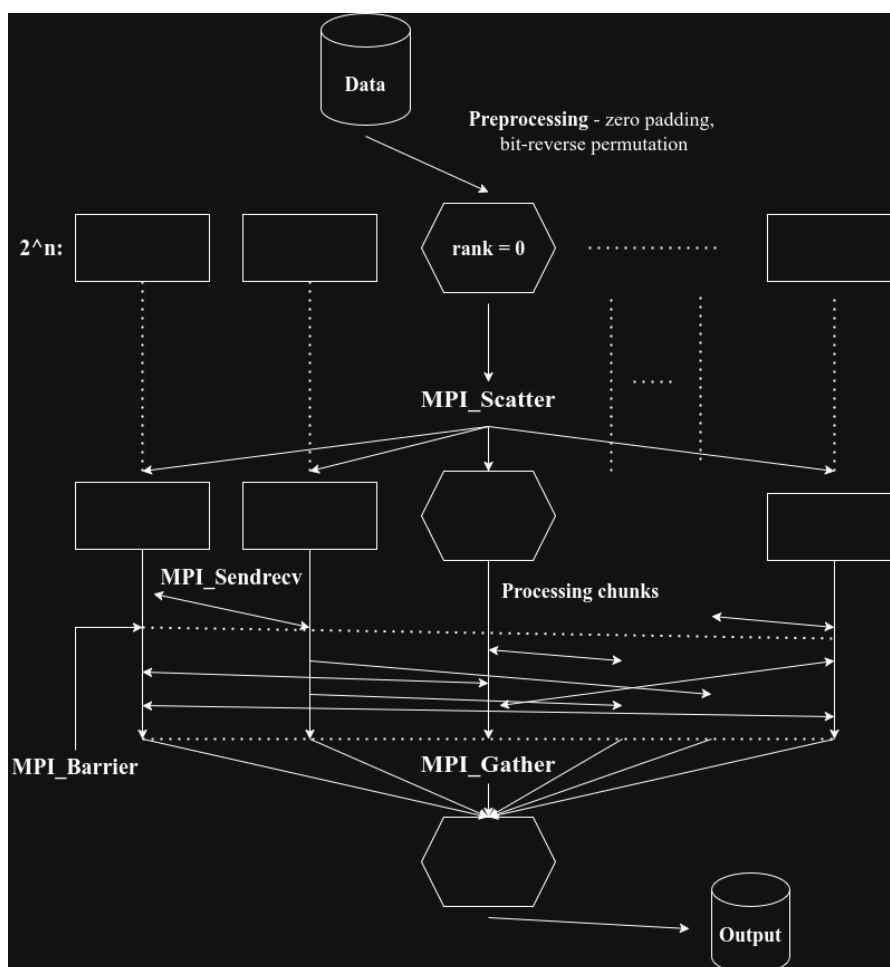 Data
Preprocessing - zero padding,
bit-reverse permutation
2^n:
rank = 0
MPI_Scatter
MPI_Sendrecv
Processing chunks
MPI_Barrier
MPI_Gather
Output